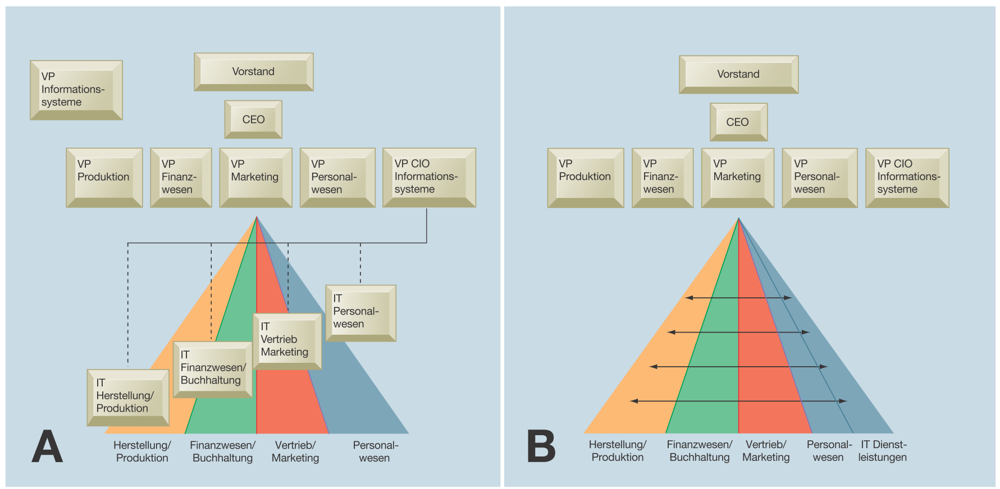 VP
Informations-
systeme
Vorstand
CEO
VP
Produktion
VP
Finanz-
wesen
VP
Marketing
VP
Personal-
wesen
VP CIO
Informations-
systeme
IT
Personal-
wesen
IT
Vertrieb
Marketing
IT
Finanzwesen/
Buchhaltung
IT
Herstellung/
Produktion
A
Herstellung/
Produktion
Finanzwesen/
Buchhaltung
Vertrieb/
Marketing
Personal-
wesen
Vorstand
CEO
VP
Produktion
VP
Finanz-
wesen
VP
Marketing
VP
Personal-
wesen
VP CIO
Informations-
systeme
B
Herstellung/
Produktion
Finanzwesen/
Buchhaltung
Vertrieb/
Marketing
Personal-
wesen
IT Dienst-
leistungen